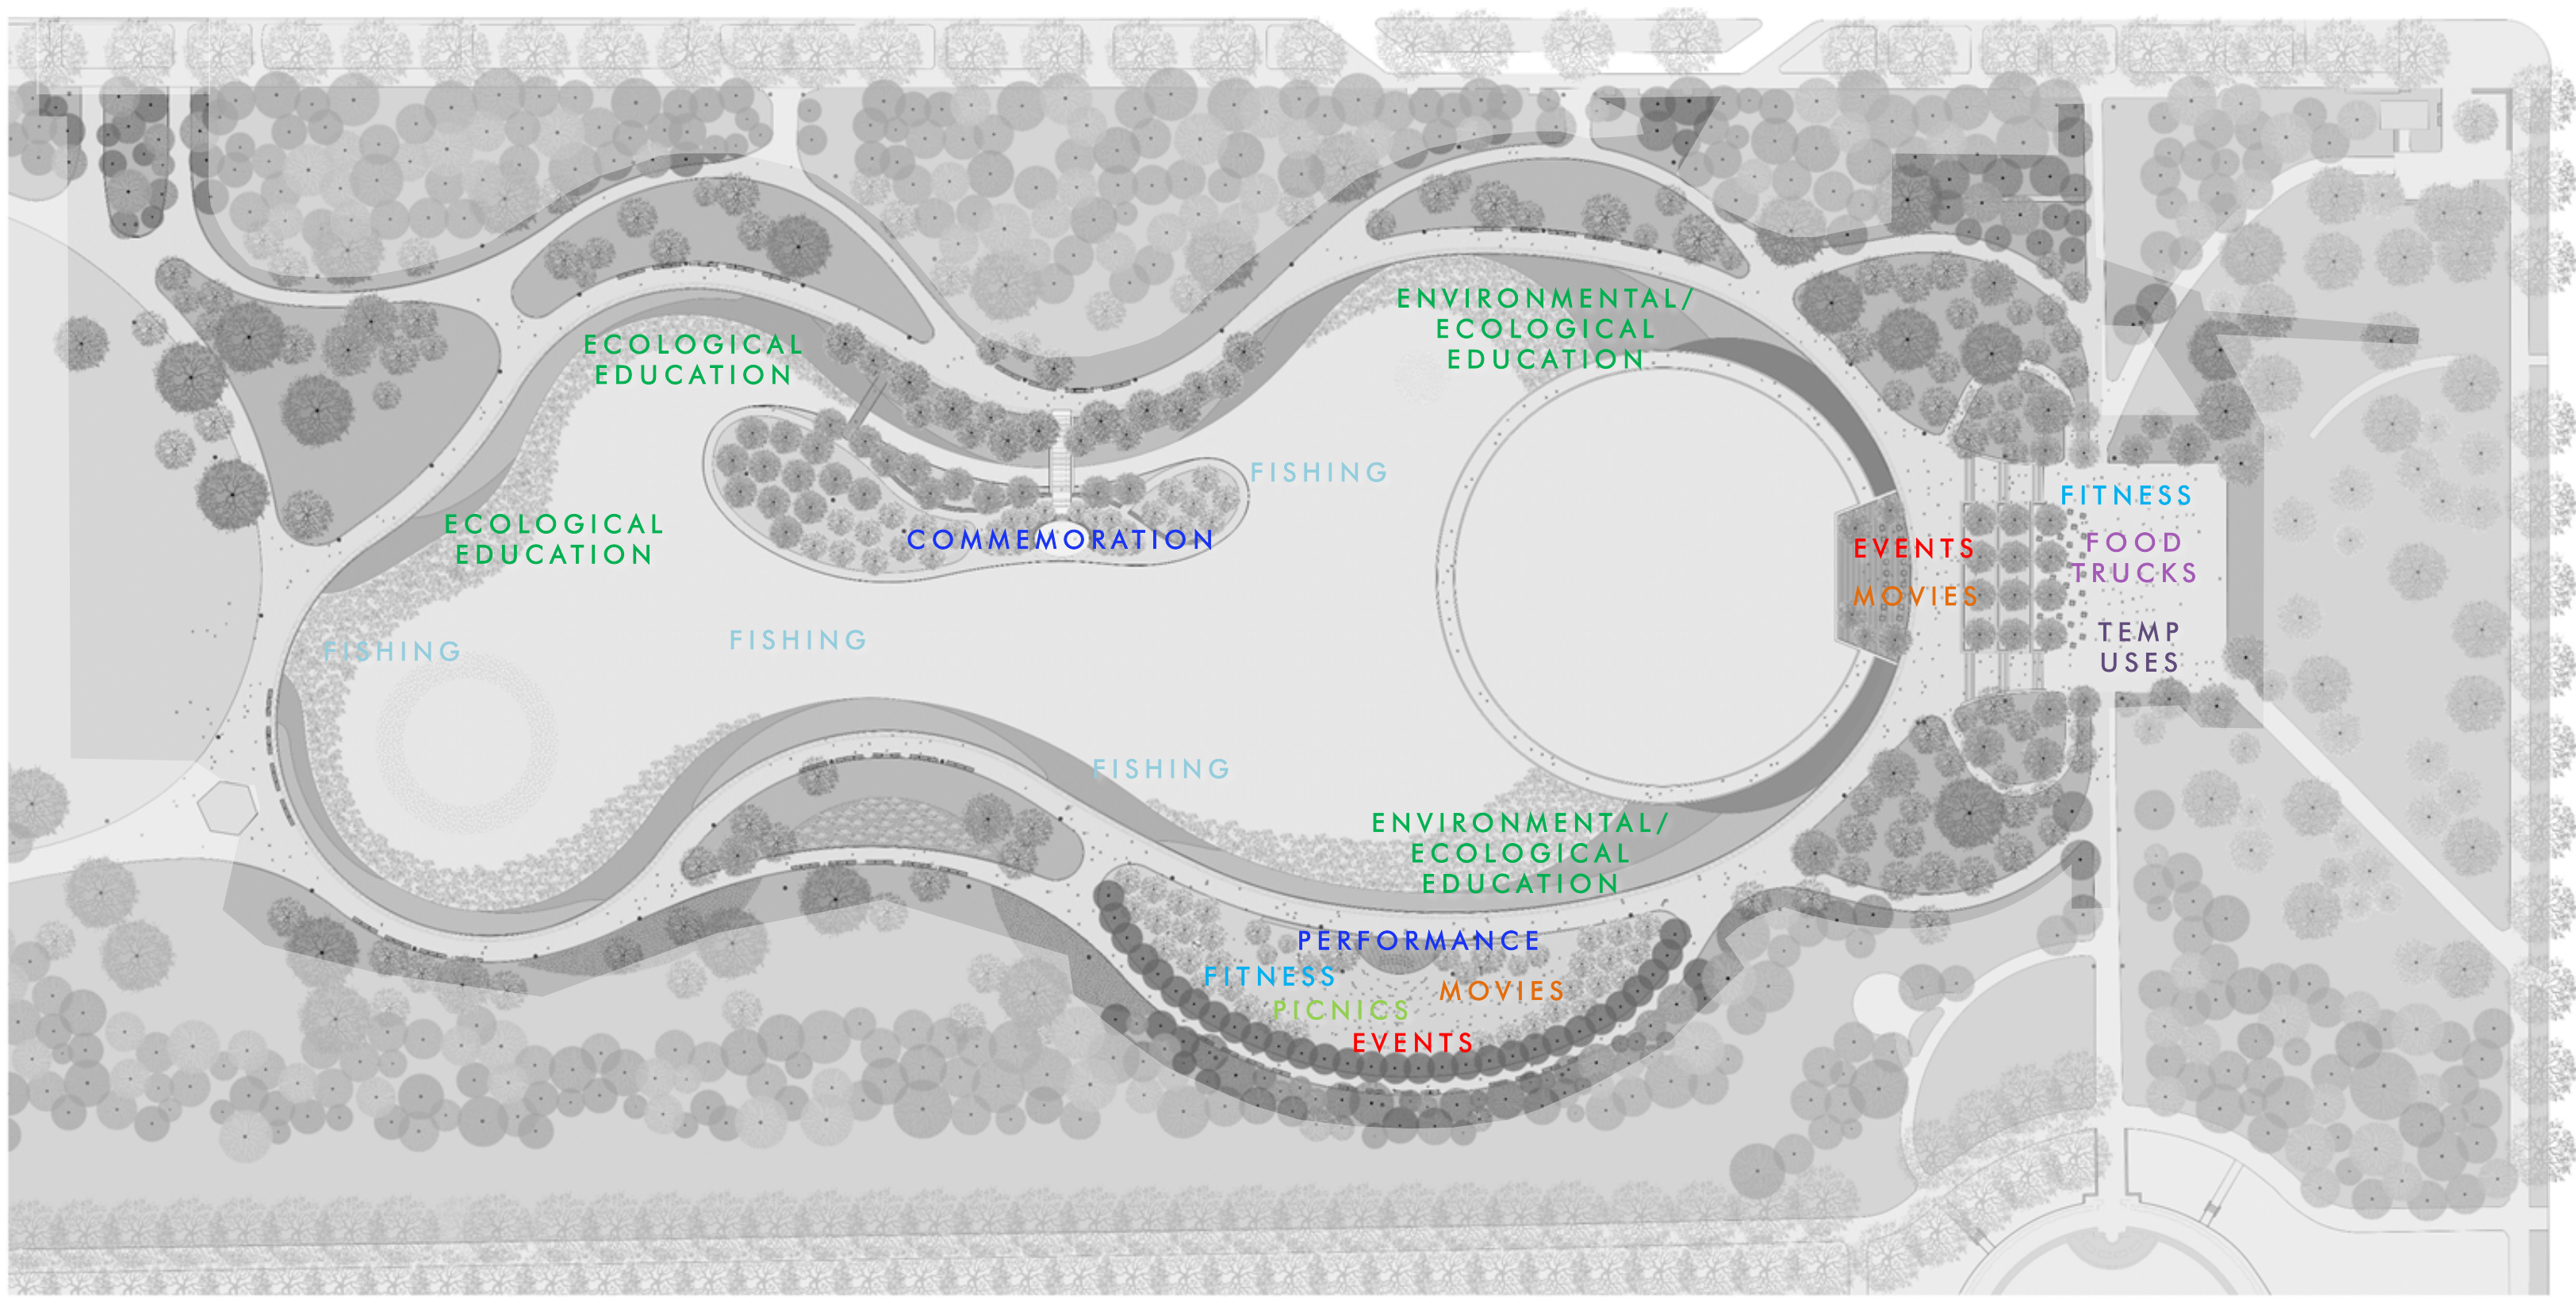 ENVIRONMENTAL/
ECOLOGICAL
EDUCATION
ECOLOGICAL
EDUCATION
FISHING
FITNESS
ECOLOGICAL
EDUCATION
COMMEMORATION
EVENTS
FOOD
TRUCKS
MOVIES
FISHING
FISHING
TEMP
USES
FISHING
ENVIRONMENTAL/
ECOLOGICAL
EDUCATION
PERFORMANCE
FITNESS
MOVIES
PICNICS
EVENTS